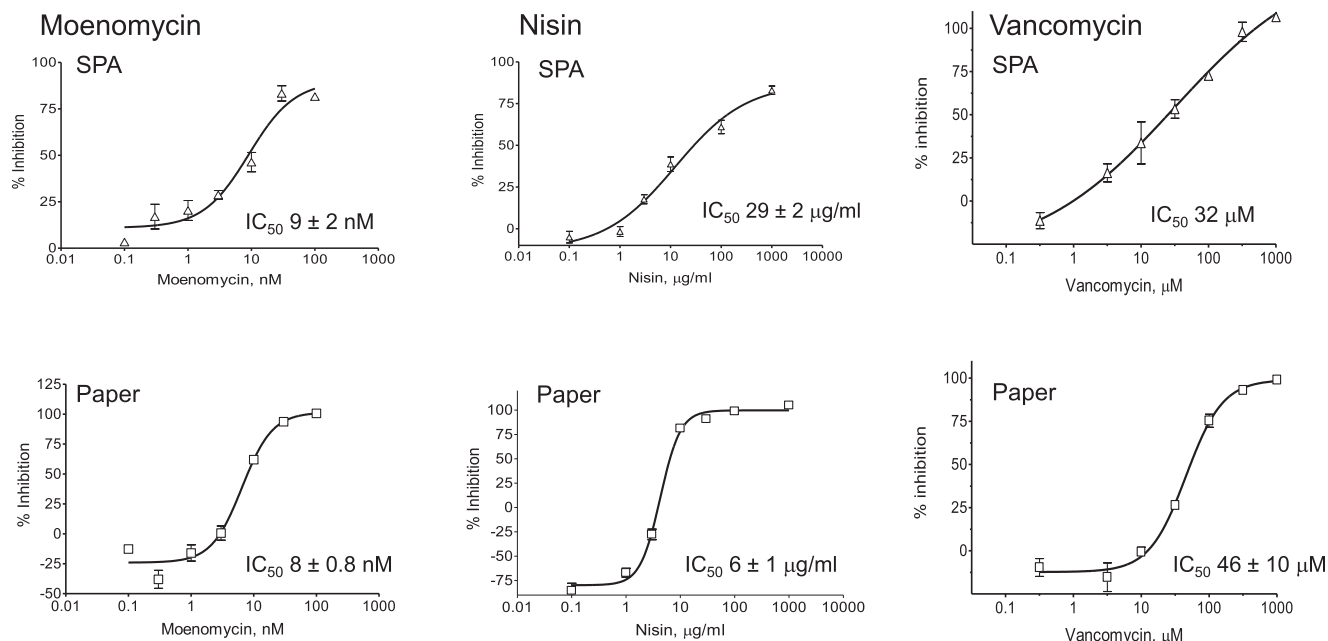 Moenomycin
SPA
100
75
50
25
0
% Inhibition
IC50 9 ± 2 nM
0.01 0.1 1 10 100 1000
Moenomycin, nM
Nisin
SPA
100
75
50
25
0
% Inhibition
IC50 29 ± 2 μg/ml
0.01 0.1 1 10 100 1000 10000
Nisin, μg/ml
Vancomycin
SPA
100
75
50
25
0
% inhibition
IC50 32 μM
0.1 1 10 100 1000
Vancomycin, μM
Paper
125
100
75
50
25
0
-25
-50
% Inhibition
IC50 8 ± 0.8 nM
0.01 0.1 1 10 100 1000
Moenomycin, nM
Paper
100
75
50
25
0
-25
-50
-75
% Inhibition
IC50 6 ± 1 μg/ml
0.01 0.1 1 10 100 1000 10000
Nisin, μg/ml
Paper
100
75
50
25
0
% inhibition
IC50 46 ± 10 μM
0.1 1 10 100 1000
Vancomycin, μM